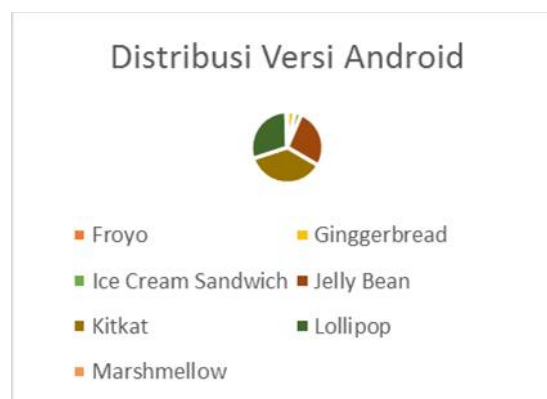 Distribusi Versi Android
Froyo
Ginggerbread
Ice Cream Sandwich
Jelly Bean
Kitkat
Lollipop
Marshmellow